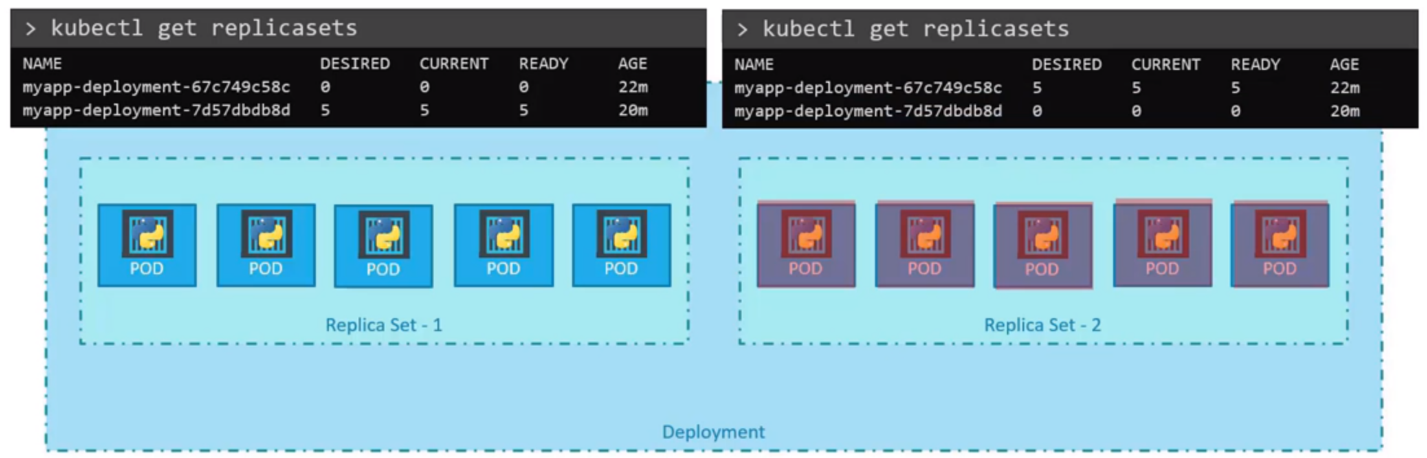 > kubectl get replicasets
NAME DESIRED CURRENT READY AGE
myapp-deployment-67c749c58c 0 0 0 22m
myapp-deployment-7d57dbdb8d 5 5 5 20m
> kubectl get replicasets
NAME DESIRED CURRENT READY AGE
myapp-deployment-67c749c58c 5 5 5 22m
myapp-deployment-7d57dbdb8d 0 0 0 20m
POD POD POD POD POD
Replica Set - 1
POD POD POD POD POD
Replica Set - 2
Deployment